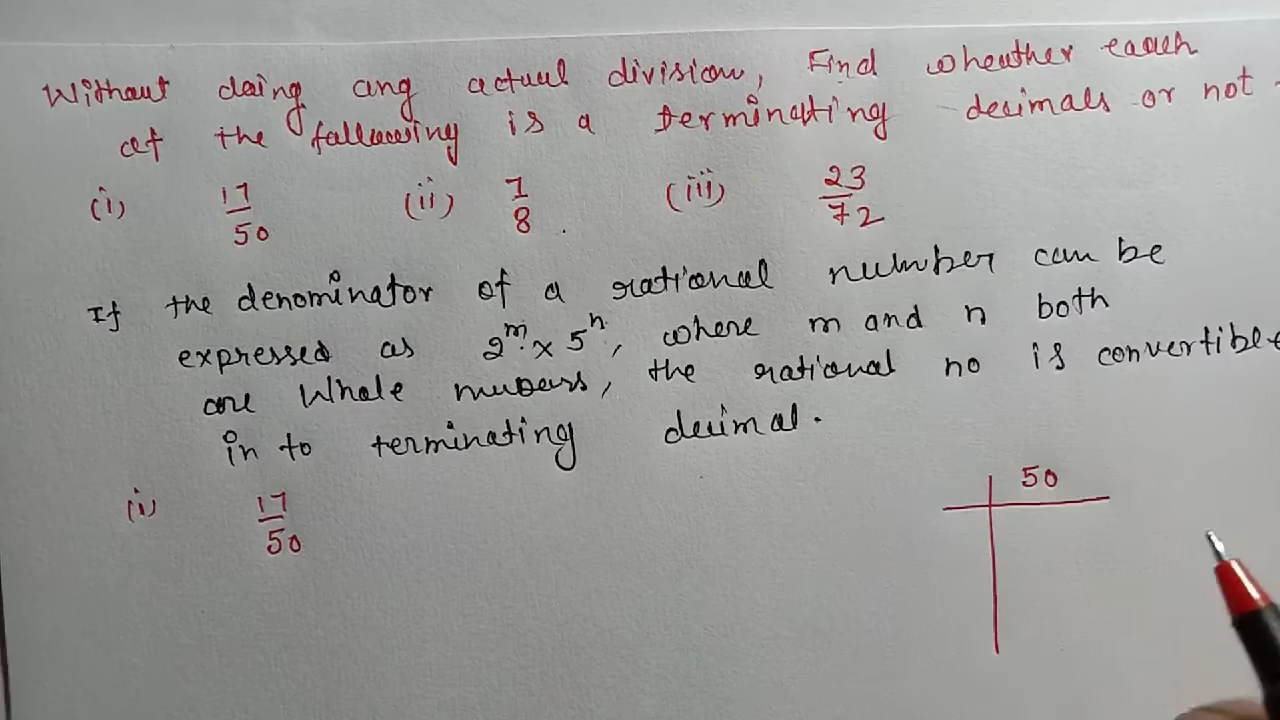 Without doing any actual division, Find wheather each
of the following is a terminating decimals or not.
(i) 17/50 (ii) 7/8 (iii) 23/72
If the denominator of a rational number can be
expressed as 2^m × 5^n, where m and n both
are Whole mubers, the rational no is convertible
in to terminating decimal.
(i) 17/50
50